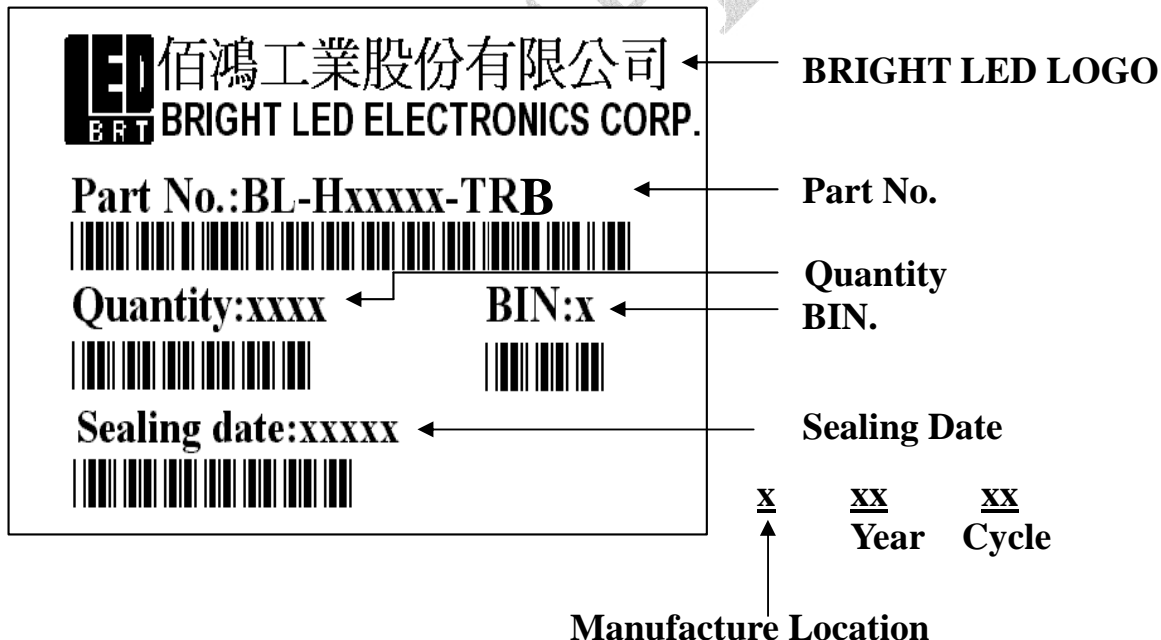 LED 佰鴻工業股份有限公司 BRIGHT LED LOGO
BRT BRIGHT LED ELECTRONICS CORP.
Part No.:BL-Hxxxxx-TRB Part No.
Quantity
Quantity:xxxx BIN:x BIN.
Sealing date:xxxxx Sealing Date
x xx xx
Year Cycle
Manufacture Location